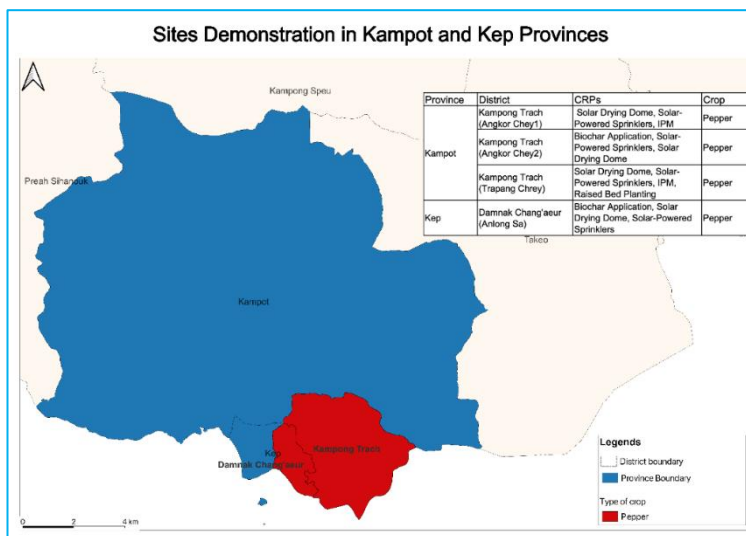 Sites Demonstration in Kampot and Kep Provinces
Kampong Speu
Province District CRPs Crop
Kampong Trach
(Angkor Chey1)
Solar Drying Dome, Solar-
Powered Sprinklers, IPM
Pepper
Kampong Trach
(Angkor Chey2)
Biochar Application, Solar-
Powered Sprinklers, Solar
Drying Dome
Pepper
Kampot
Kampong Trach
(Trapang Chrey)
Solar Drying Dome, Solar-
Powered Sprinklers, IPM,
Raised Bed Planting
Pepper
Kep
Damnak Chang'aeur
(Anlong Sa)
Biochar Application, Solar
Drying Dome, Solar-Powered
Sprinklers
Pepper
Preah Sihanouk
Takeo
Kampot
Kampong Trach
Kep
Damnak Chang'aeur
Legends
District boundary
Province Boundary
Type of crop
Pepper
0 2 4 km